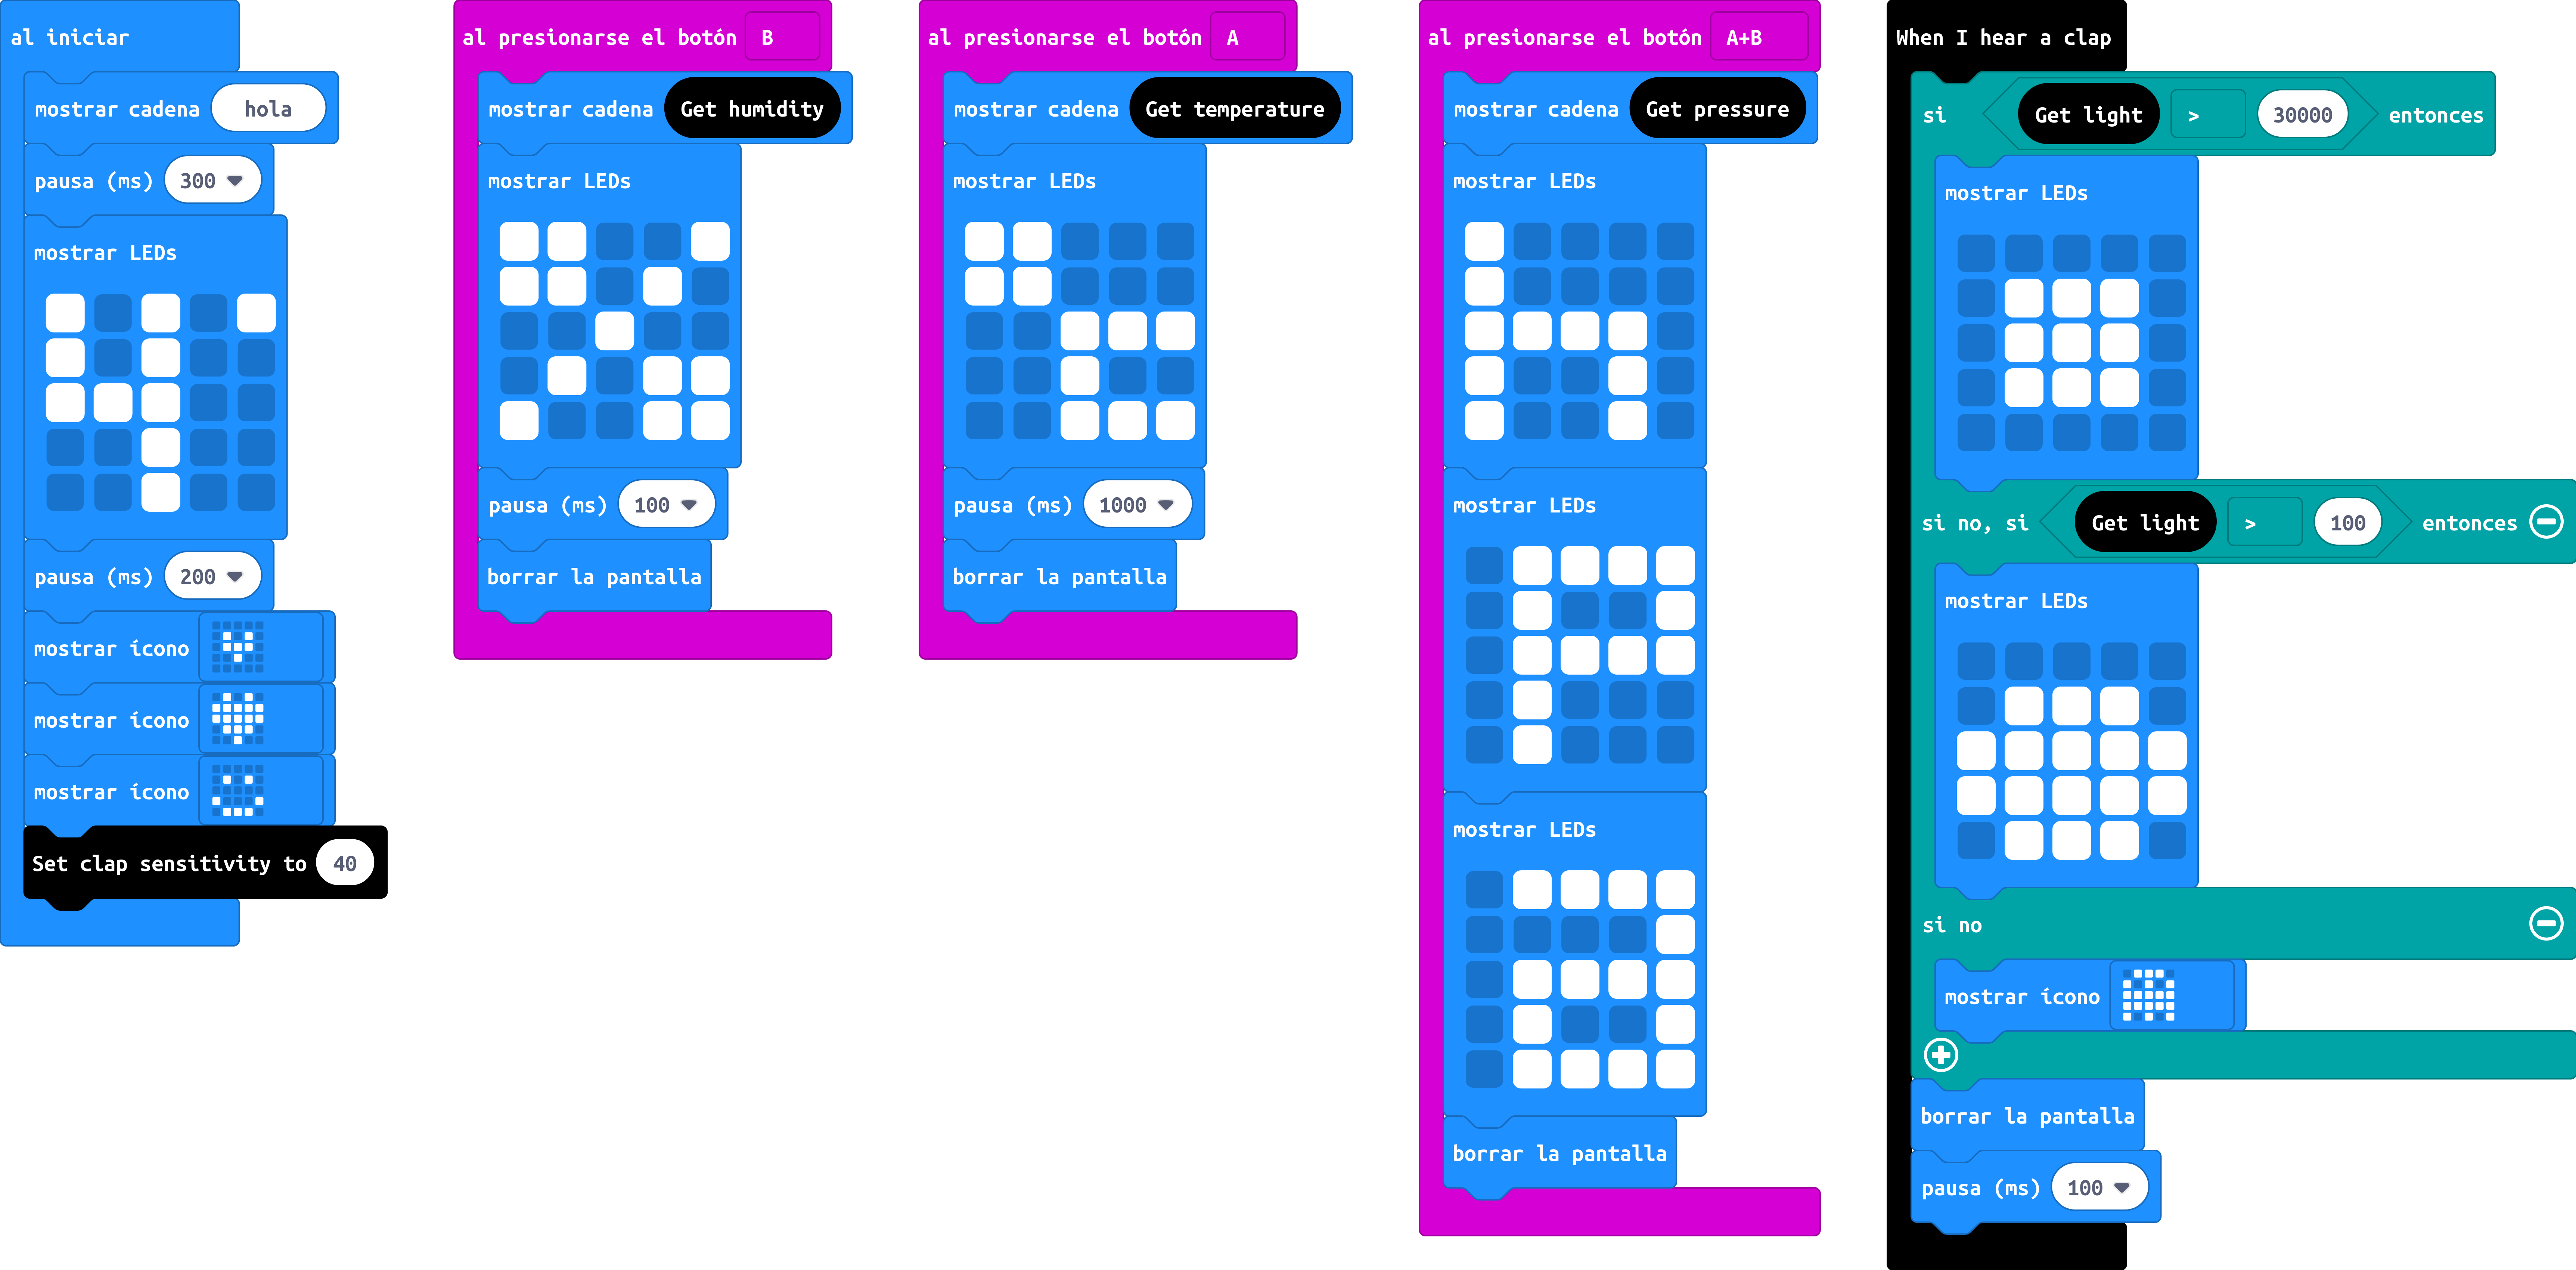 al iniciar
mostrar cadena hola
pausa (ms) 300
mostrar LEDs
pausa (ms) 200
mostrar ícono
mostrar ícono
mostrar ícono
Set clap sensitivity to 40
al presionarse el botón B
mostrar cadena Get humidity
mostrar LEDs
pausa (ms) 100
borrar la pantalla
al presionarse el botón A
mostrar cadena Get temperature
mostrar LEDs
pausa (ms) 1000
borrar la pantalla
al presionarse el botón A+B
mostrar cadena Get pressure
mostrar LEDs
mostrar LEDs
mostrar LEDs
borrar la pantalla
When I hear a clap
si Get light > 30000 entonces
mostrar LEDs
si no, si Get light > 100 entonces
mostrar LEDs
si no
mostrar ícono
borrar la pantalla
pausa (ms) 100